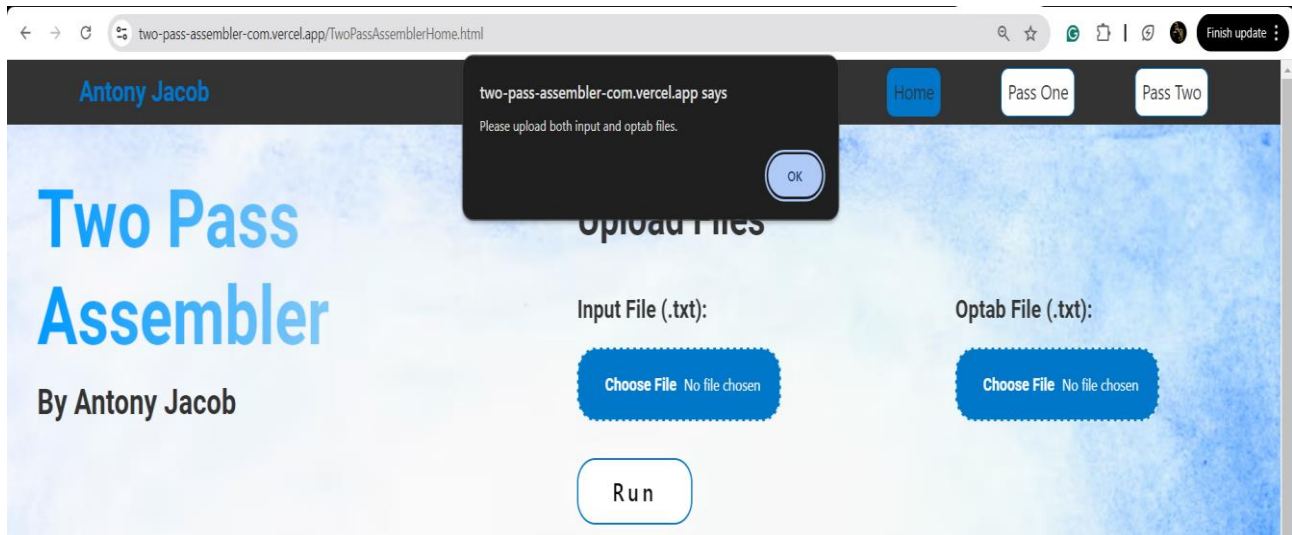 two-pass-assembler-com.vercel.app/TwoPassAssemblerHome.html
Finish update
Antony Jacob
Home
Pass One
Pass Two
two-pass-assembler-com.vercel.app says
Please upload both input and optab files.
OK
Two Pass
Assembler
By Antony Jacob
Upload Files
Input File (.txt):
Optab File (.txt):
Choose File No file chosen
Choose File No file chosen
Run